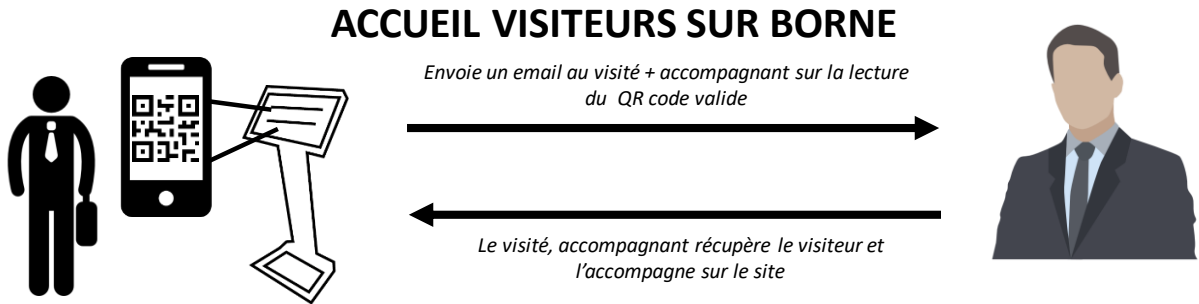 ACCUEIL VISITEURS SUR BORNE
Envoie un email au visité + accompagnant sur la lecture
du QR code valide
Le visité, accompagnant récupère le visiteur et
l’accompagne sur le site